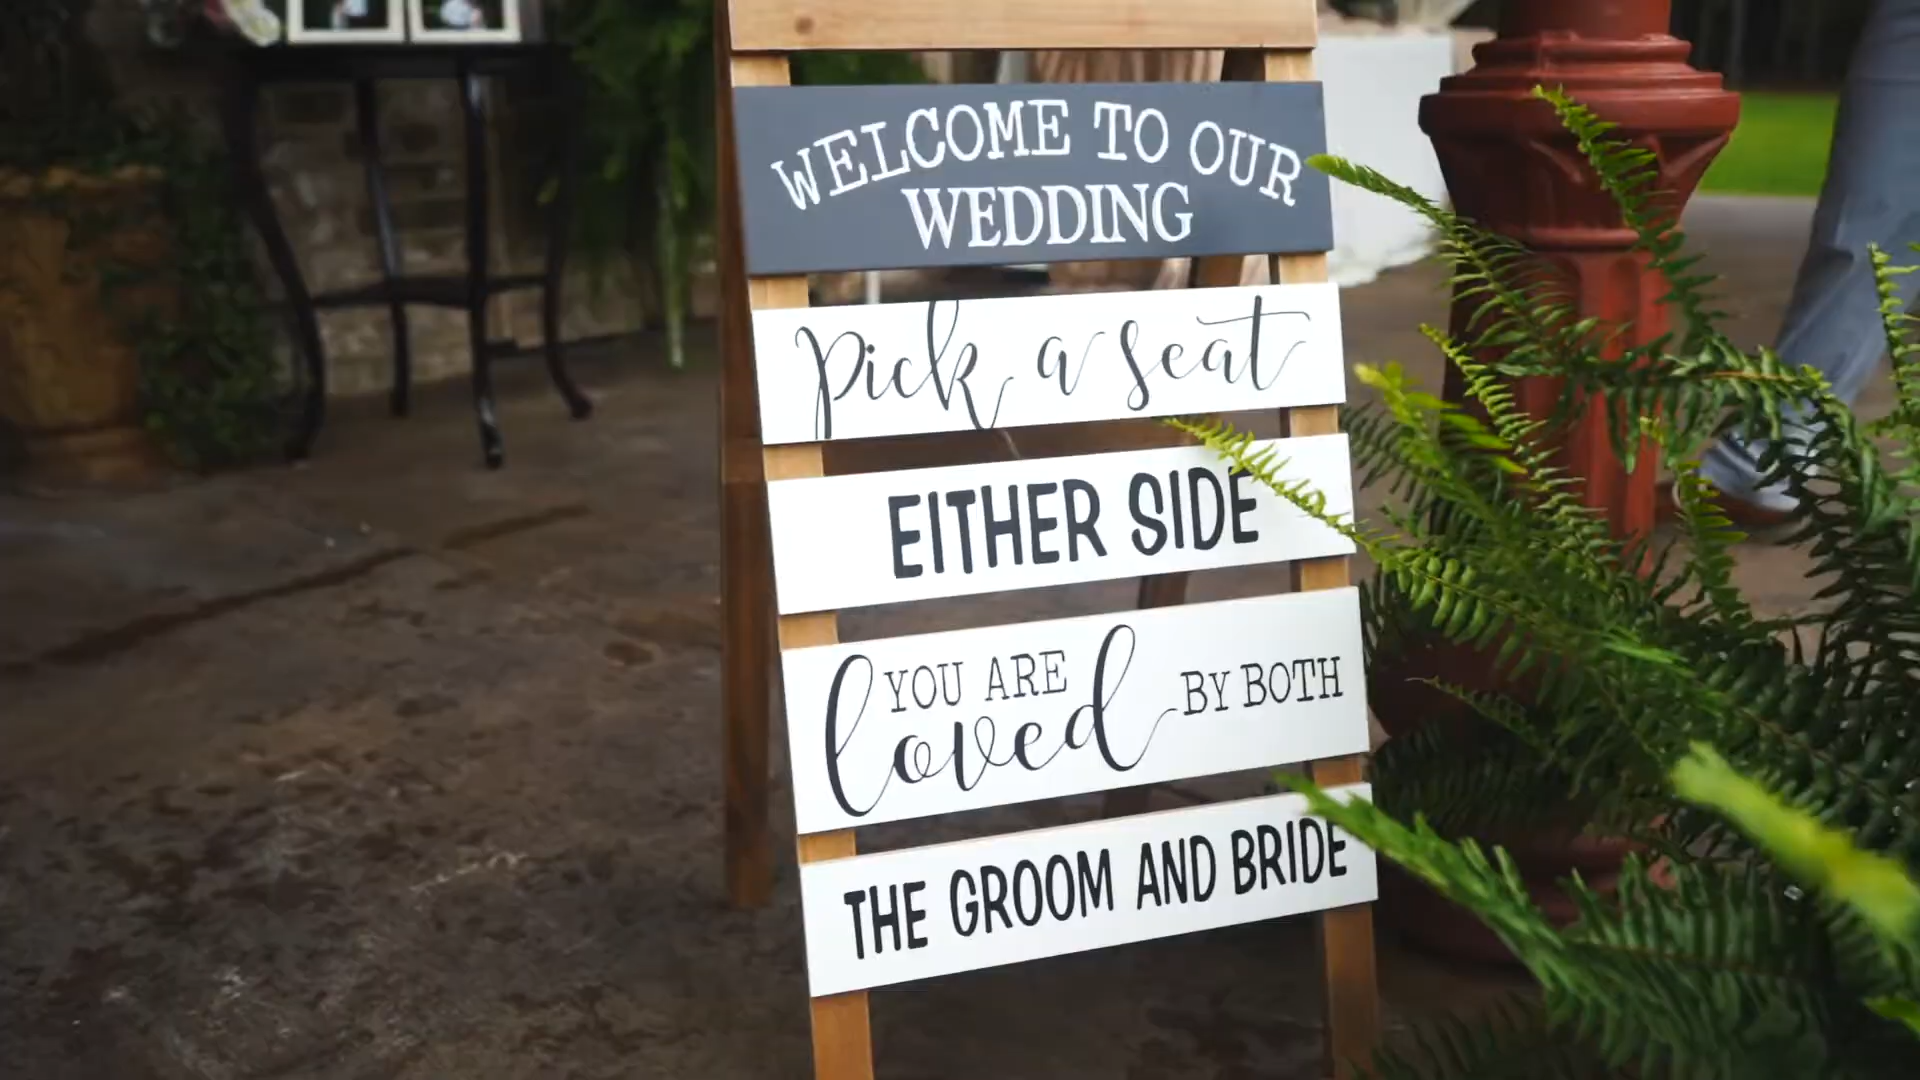 WELCOME TO OUR
WEDDING
Pick a seat
EITHER SIDE
YOU ARE
loved BY BOTH
THE GROOM AND BRIDE